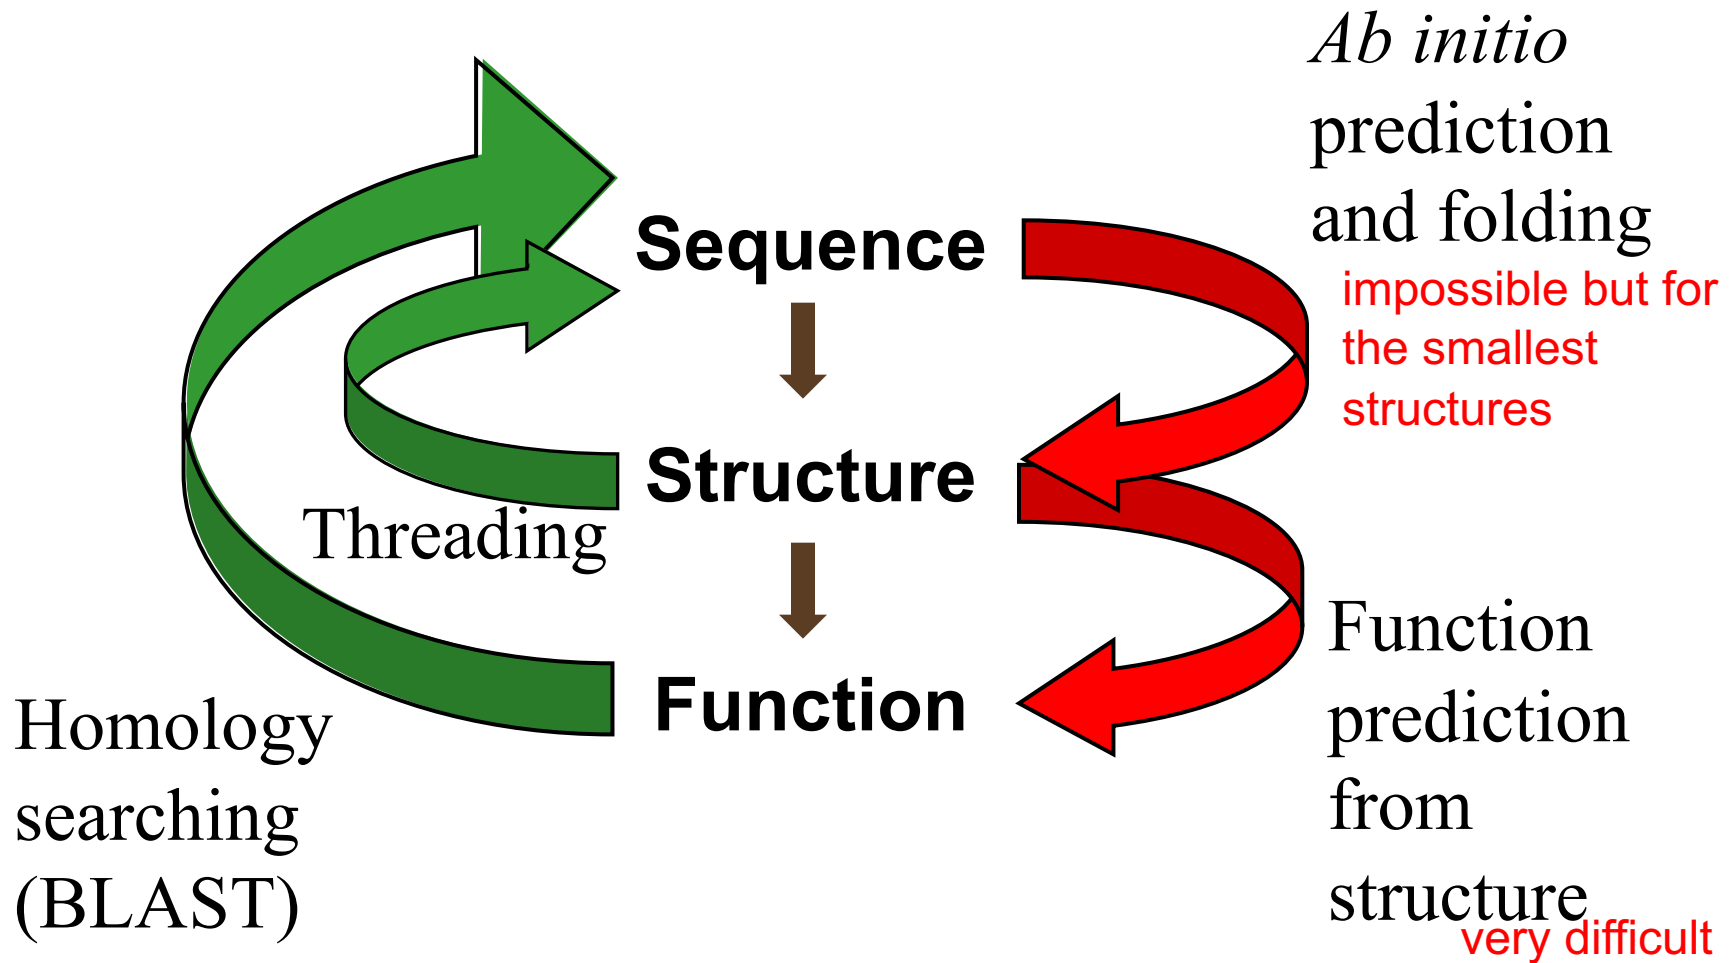 Ab initio
prediction
and folding
impossible but for
the smallest
structures
Sequence
Structure
Threading
Function
Homology
searching
(BLAST)
Function
prediction
from
structure
very difficult